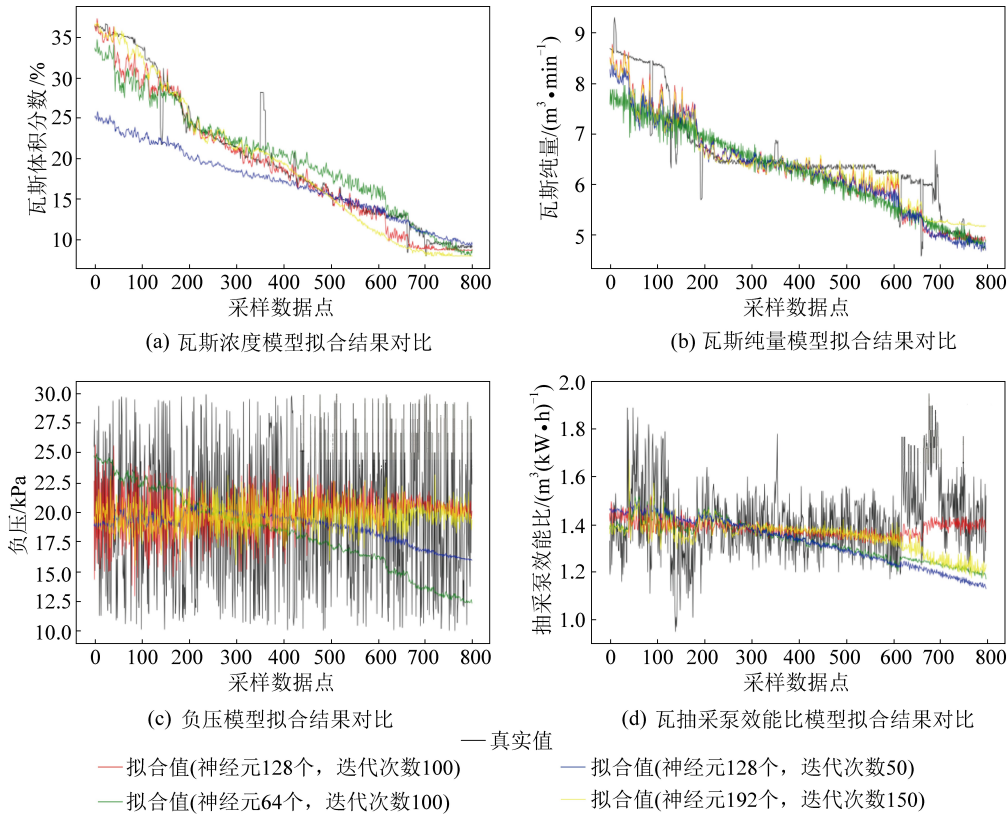 35
30
25
20
15
10
瓦斯体积分数/%
0 100 200 300 400 500 600 700 800
采样数据点
(a) 瓦斯浓度模型拟合结果对比
9
8
7
6
5
瓦斯纯量/(m³•min⁻¹)
0 100 200 300 400 500 600 700 800
采样数据点
(b) 瓦斯纯量模型拟合结果对比
30.0
27.5
25.0
22.5
20.0
17.5
15.0
12.5
10.0
负压/kPa
0 100 200 300 400 500 600 700 800
采样数据点
(c) 负压模型拟合结果对比
2.0
1.8
1.6
1.4
1.2
1.0
抽采泵效能比/(m³(kW•h)⁻¹)
0 100 200 300 400 500 600 700 800
采样数据点
(d) 瓦抽采泵效能比模型拟合结果对比
真实值
拟合值(神经元128个，迭代次数100)
拟合值(神经元128个，迭代次数50)
拟合值(神经元64个，迭代次数100)
拟合值(神经元192个，迭代次数150)